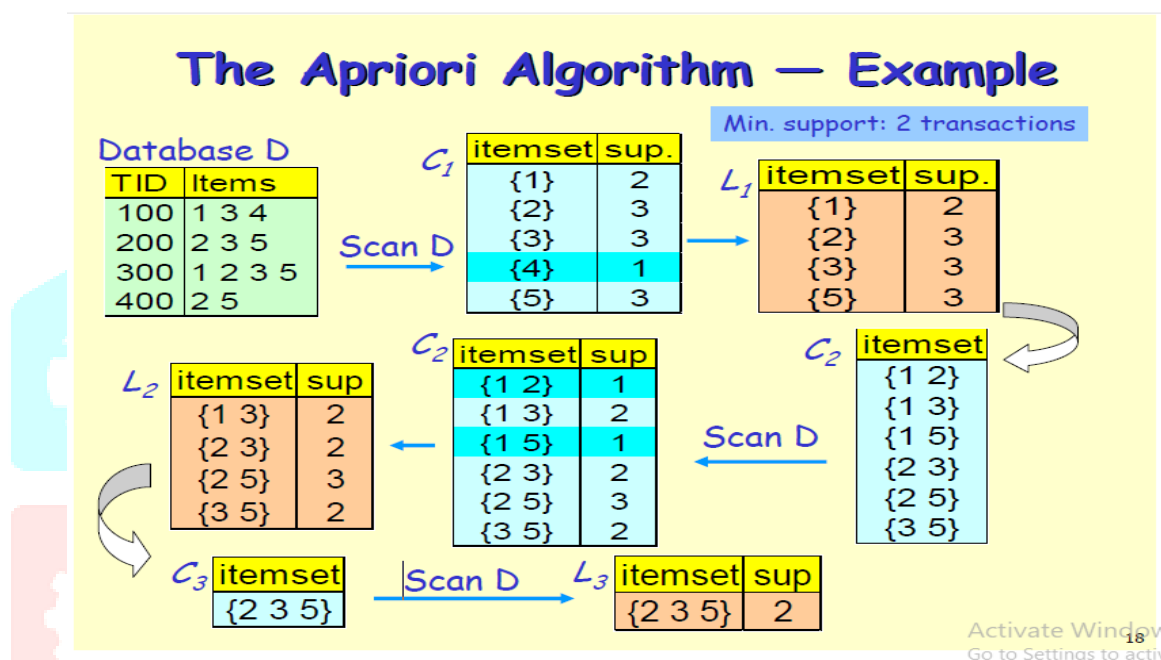 The Apriori Algorithm — Example
Min. support: 2 transactions
Database D
TID Items
100 1 3 4
200 2 3 5
300 1 2 3 5
400 2 5
Scan D
C1
itemset sup.
{1} 2
{2} 3
{3} 3
{4} 1
{5} 3
L1
itemset sup.
{1} 2
{2} 3
{3} 3
{5} 3
C2
itemset
{1 2}
{1 3}
{1 5}
{2 3}
{2 5}
{3 5}
Scan D
C2
itemset sup
{1 2} 1
{1 3} 2
{1 5} 1
{2 3} 2
{2 5} 3
{3 5} 2
L2
itemset sup
{1 3} 2
{2 3} 2
{2 5} 3
{3 5} 2
C3
itemset
{2 3 5}
Scan D
L3
itemset sup
{2 3 5} 2
Activate Window
18
Go to Settings to activ